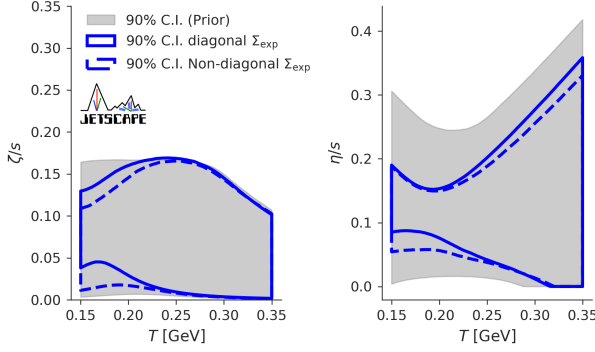 0.35
0.30
0.25
0.20
0.15
0.10
0.05
0.00
ζ/s
90% C.I. (Prior)
90% C.I. diagonal Σexp
90% C.I. Non-diagonal Σexp
JETSCAPE
0.15 0.20 0.25 0.30 0.35
T [GeV]
0.4
0.3
0.2
0.1
0.0
η/s
0.15 0.20 0.25 0.30 0.35
T [GeV]